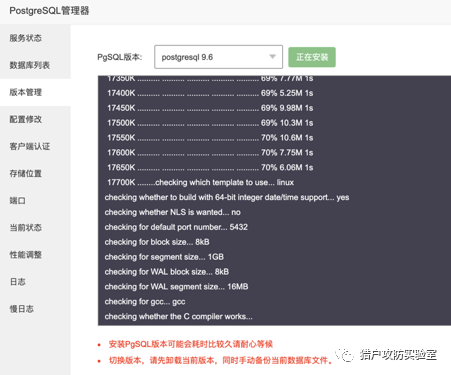 PostgreSQL管理器
服务状态
数据库列表
版本管理
配置修改
客户端认证
存储位置
端口
当前状态
性能调整
日志
慢日志
PgSQL版本: postgresql 9.6 正在安装
17350K .......... .......... .......... .......... .......... 69% 7.77M 1s
17400K .......... .......... .......... .......... .......... 69% 5.25M 1s
17450K .......... .......... .......... .......... .......... 69% 9.98M 1s
17500K .......... .......... .......... .......... .......... 69% 10.3M 1s
17550K .......... .......... .......... .......... .......... 70% 10.6M 1s
17600K .......... .......... .......... .......... .......... 70% 7.75M 1s
17650K .......... .......... .......... .......... .......... 70% 6.06M 1s
17700K ........checking which template to use... linux
checking whether to build with 64-bit integer date/time support... yes
checking whether NLS is wanted... no
checking for default port number... 5432
checking for block size... 8kB
checking for segment size... 1GB
checking for WAL block size... 8kB
checking for WAL segment size... 16MB
checking for gcc... gcc
checking whether the C compiler works...
安装PgSQL版本可能会耗时比较久请耐心等候
切换版本，请先卸载当前版本，同时手动备份当前数据库文件。
猎户攻防实验室